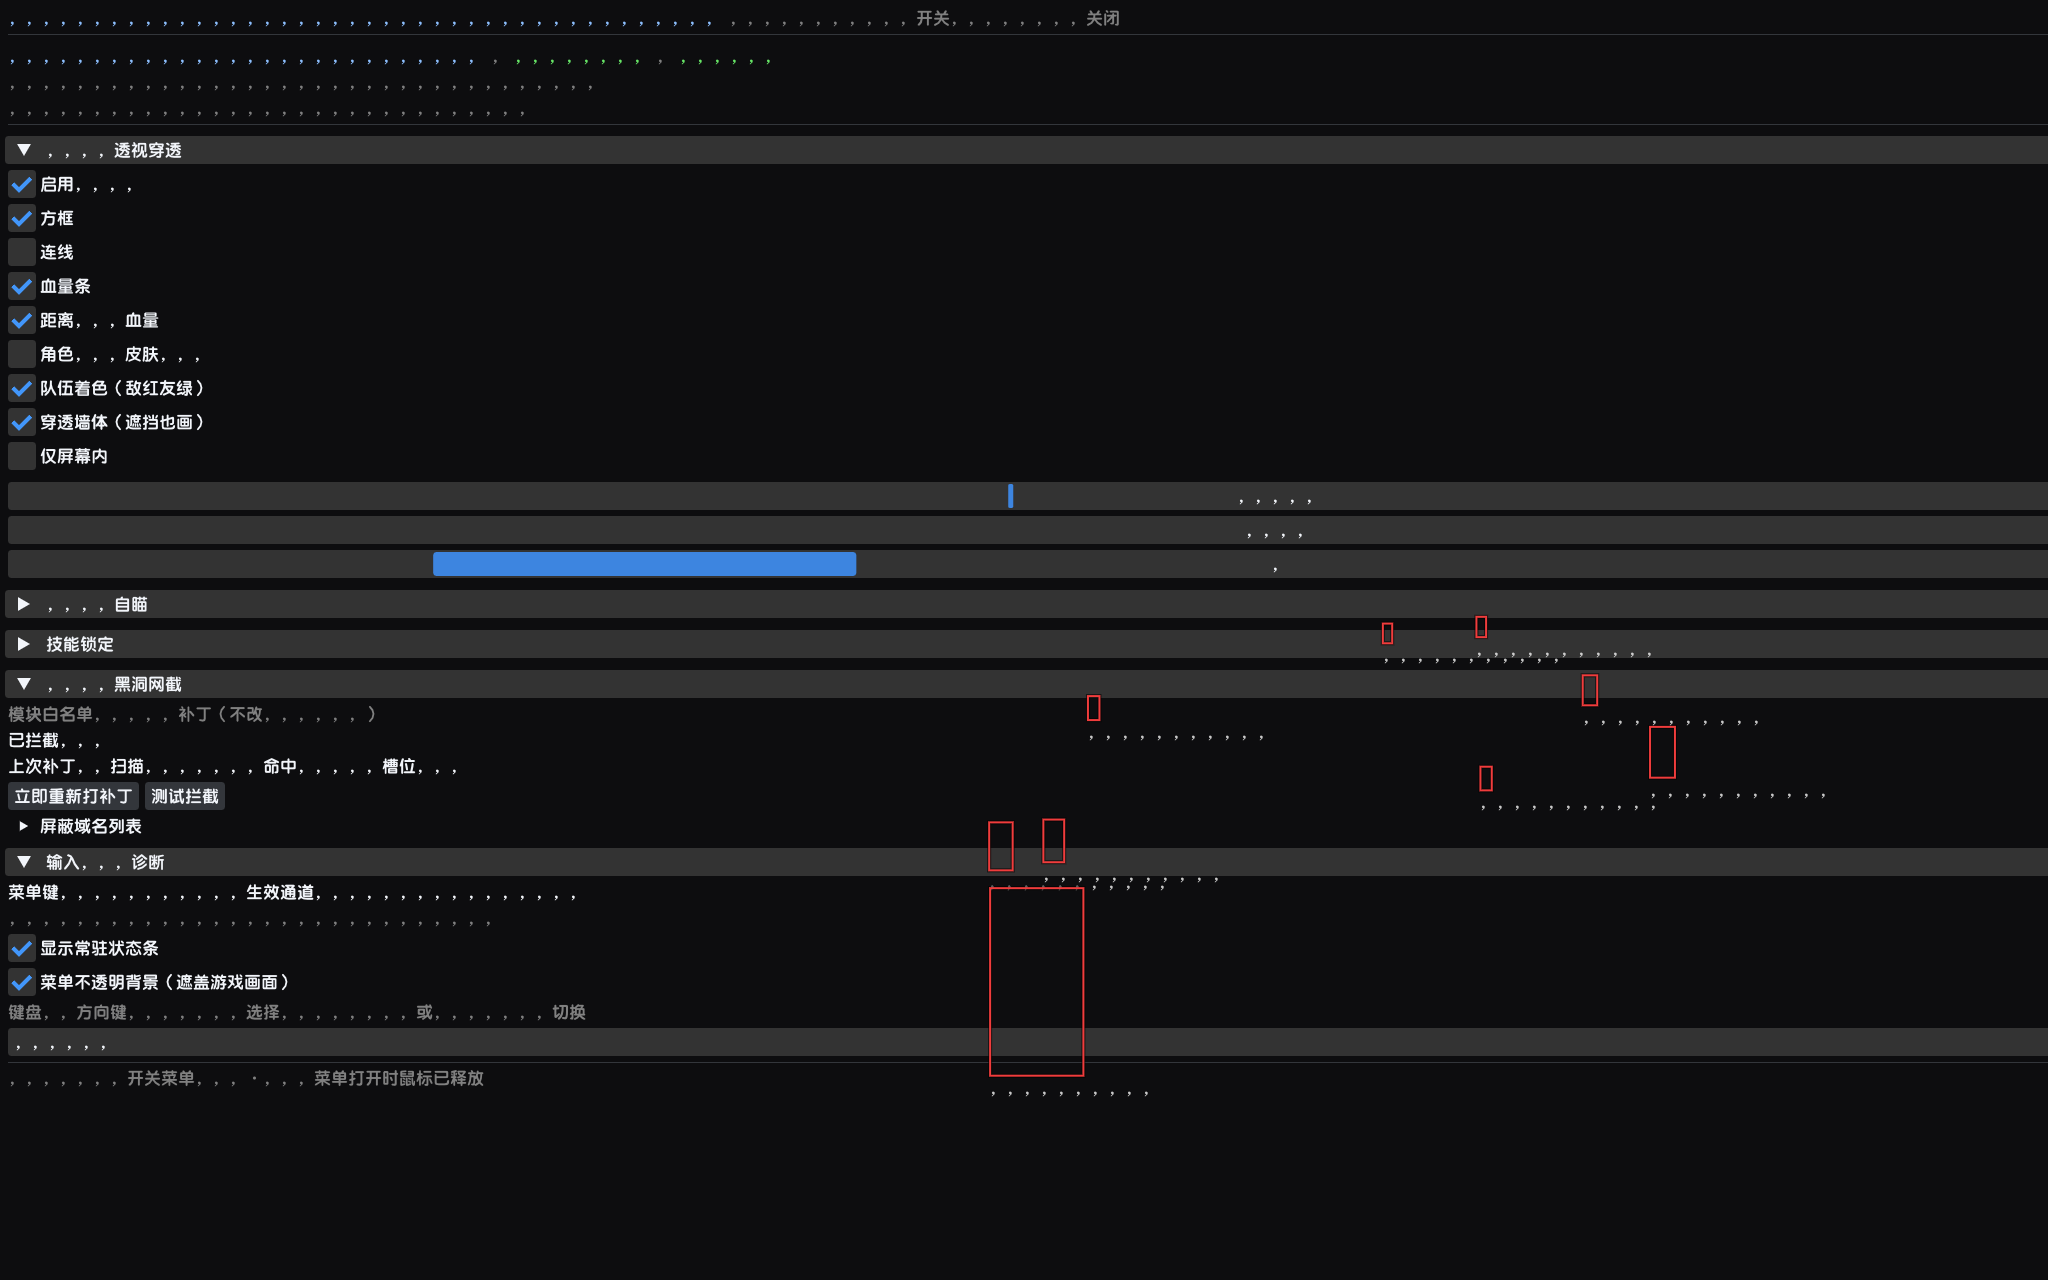 ，，，，，，，，，，，，，，，，，，，，，，，，，，，，，，，，，，，，，，，，，， ，，，，，，，，，，，开关，，，，，，，，关闭
，，，，，，，，，，，，，，，，，，，，，，，，，，，， ， ，，，，，，，， ， ，，，，，，
，，，，，，，，，，，，，，，，，，，，，，，，，，，，，，，，，，，
，，，，，，，，，，，，，，，，，，，，，，，，，，，，，，，
，，，，透视穿透
启用，，，，
方框
连线
血量条
距离，，，血量
角色，，，皮肤，，，
队伍着色（敌红友绿）
穿透墙体（遮挡也画）
仅屏幕内
，，，，，
，，，，
，
，，，，自瞄
技能锁定
，，，，，，，，，，，
，，，，，，，，，，，
，，，，黑洞网截
模块白名单，，，，，补丁（不改，，，，，，）
，，，，，，，，，，，
已拦截，，，
，，，，，，，，，，，
上次补丁，，扫描，，，，，，，命中，，，，，槽位，，，
立即重新打补丁 测试拦截
，，，，，，，，，，，
，，，，，，，，，，，
屏蔽域名列表
输入，，，诊断
，，，，，，，，，，，
，，，，，，，，，，，
菜单键，，，，，，，，，，，生效通道，，，，，，，，，，，，，，，，
，，，，，，，，，，，，，，，，，，，，，，，，，，，，，
显示常驻状态条
菜单不透明背景（遮盖游戏画面）
键盘，，方向键，，，，，，，选择，，，，，，，，或，，，，，，，切换
，，，，，，
，，，，，，，开关菜单，，，·，，，菜单打开时鼠标已释放
，，，，，，，，，，